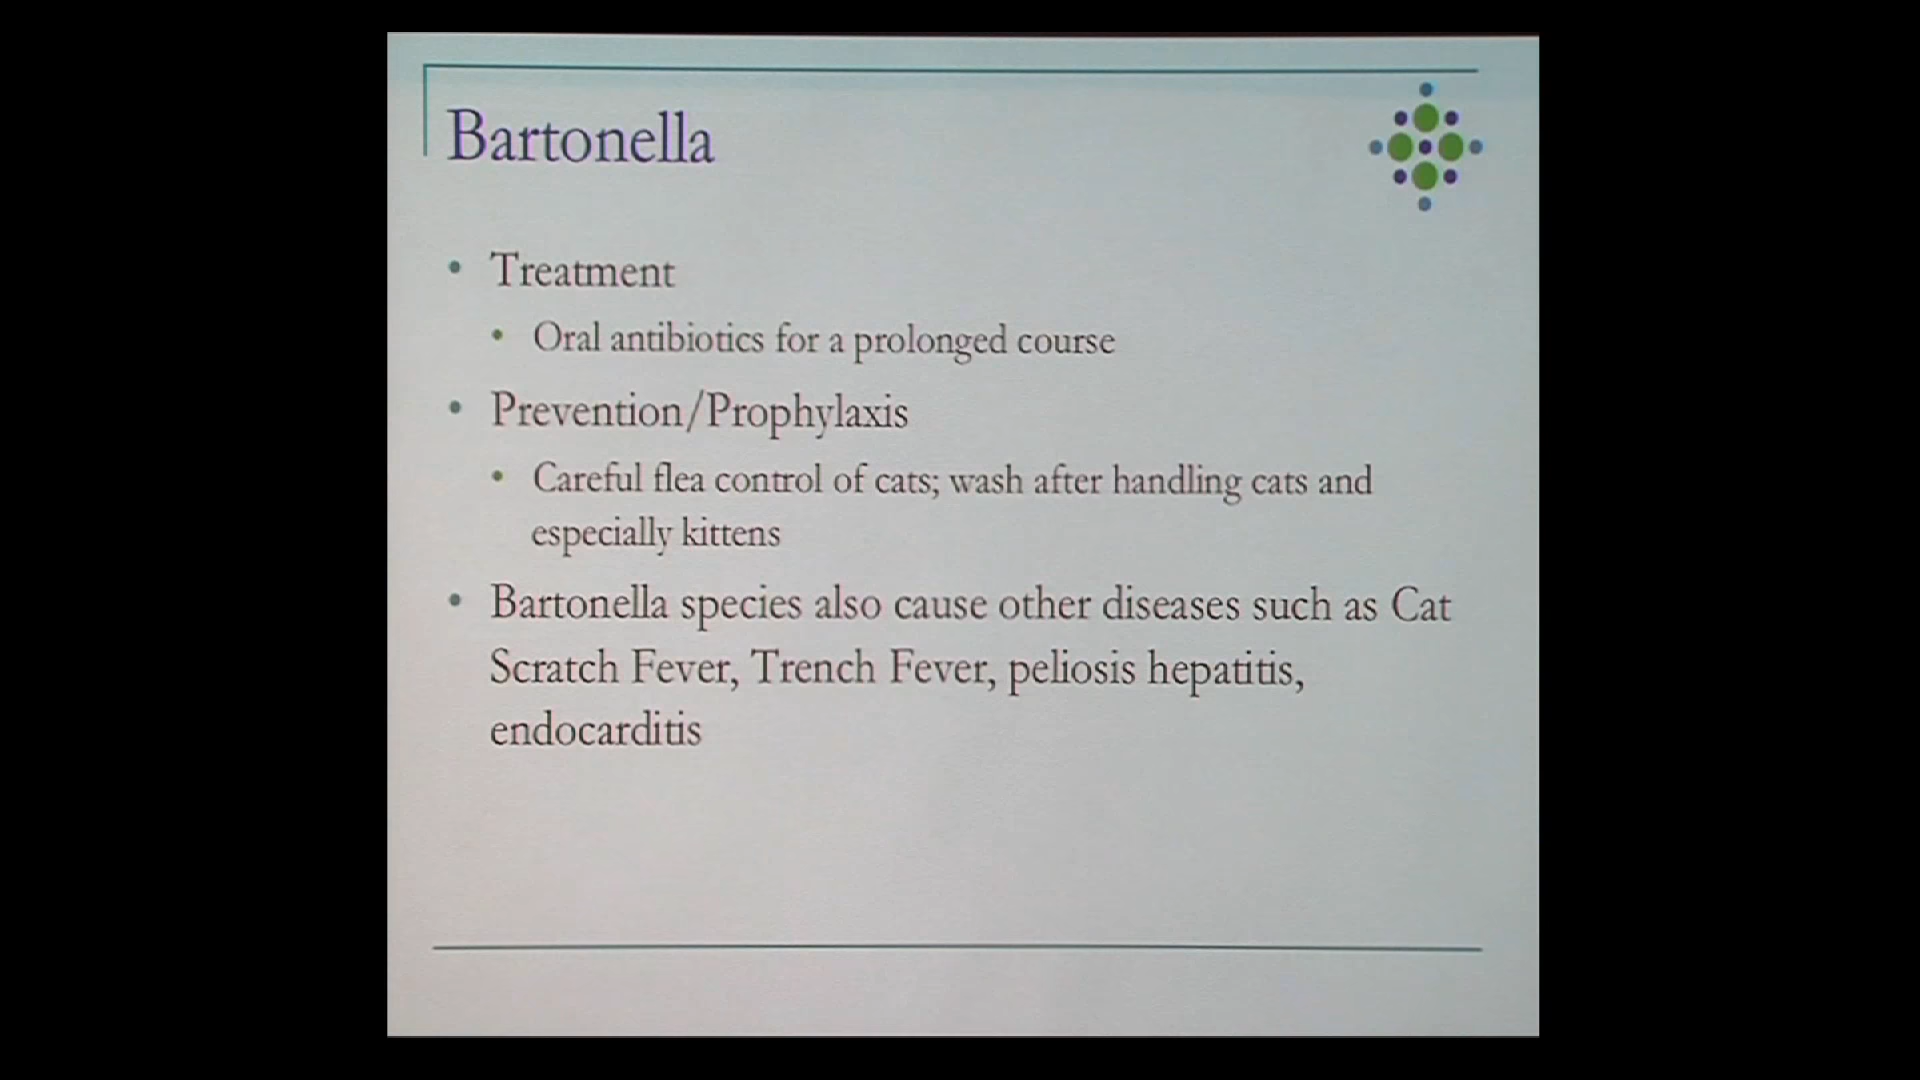 Bartonella
• Treatment
• Oral antibiotics for a prolonged course
• Prevention/Prophylaxis
• Careful flea control of cats; wash after handling cats and
especially kittens
• Bartonella species also cause other diseases such as Cat
Scratch Fever, Trench Fever, peliosis hepatitis,
endocarditis